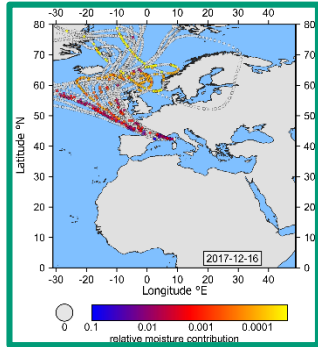 -30 -20 -10 0 10 20 30 40
80 80
70 70
60 60
50 50
40 40
30 30
20 20
10 10
0 0
Latitude °N
2017-12-16
-30 -20 -10 0 10 20 30 40
Longitude °E
0 0.1 0.01 0.001 0.0001
relative moisture contribution